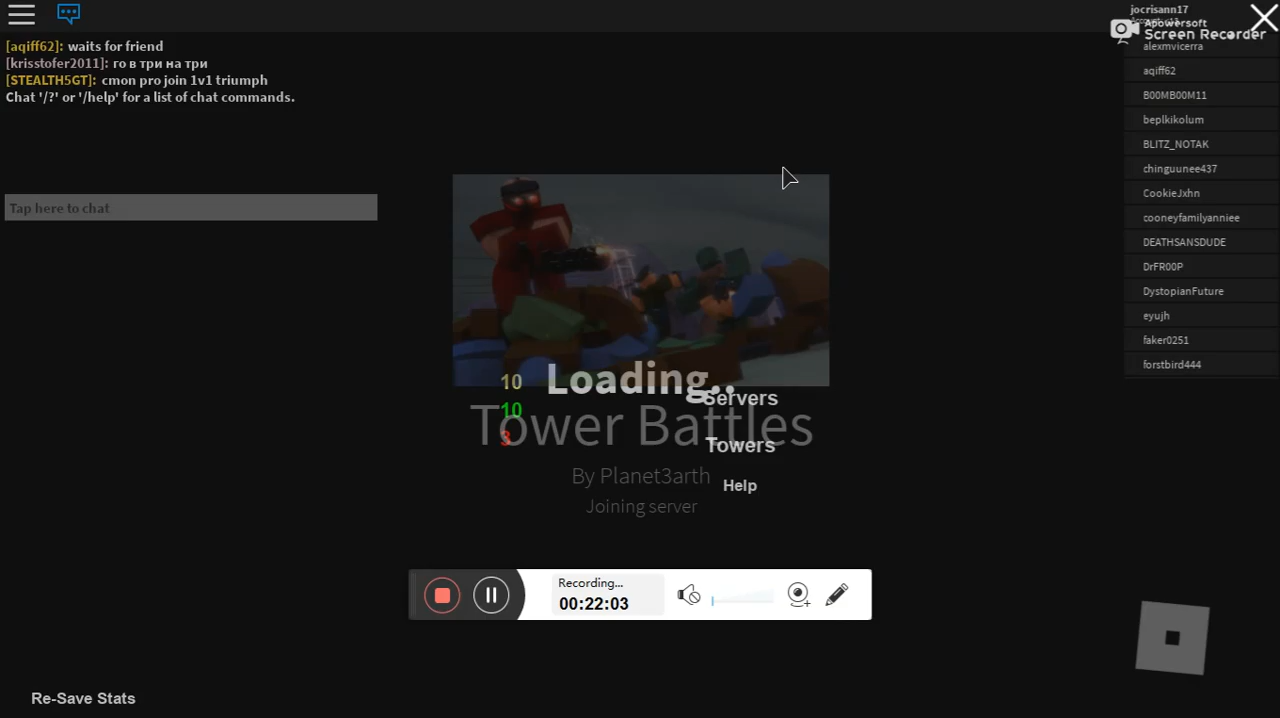 [aqiff62]: waits for friend
[krisstofer2011]: го в три на три
[STEALTH5GT]: cmon pro join 1v1 triumph
Chat '/?' or '/help' for a list of chat commands.
Tap here to chat
jocrisann17
Apowersoft
Screen Recorder
alexmvicerra
aqiff62
B00MB00M11
beplkikolum
BLITZ_NOTAK
chinguunee437
CookieJxhn
cooneyfamilyanniee
DEATHSANSDUDE
DrFR00P
DystopianFuture
eyujh
faker0251
forstbird444
10
Loading..
Servers
10
Tower Battles
3
Towers
By Planet3arth
Help
Joining server
Recording...
00:22:03
Re-Save Stats